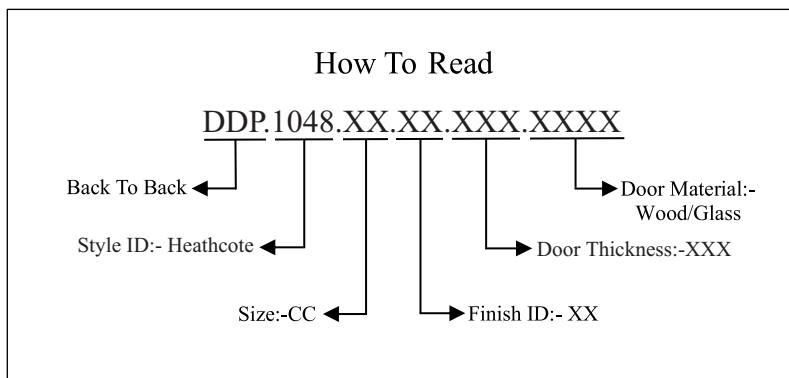 How To Read
DDP.1048.XX.XX.XXX.XXXX
Back To Back
Door Material:-
Wood/Glass
Style ID:- Heathcote
Door Thickness:-XXX
Size:-CC
Finish ID:- XX